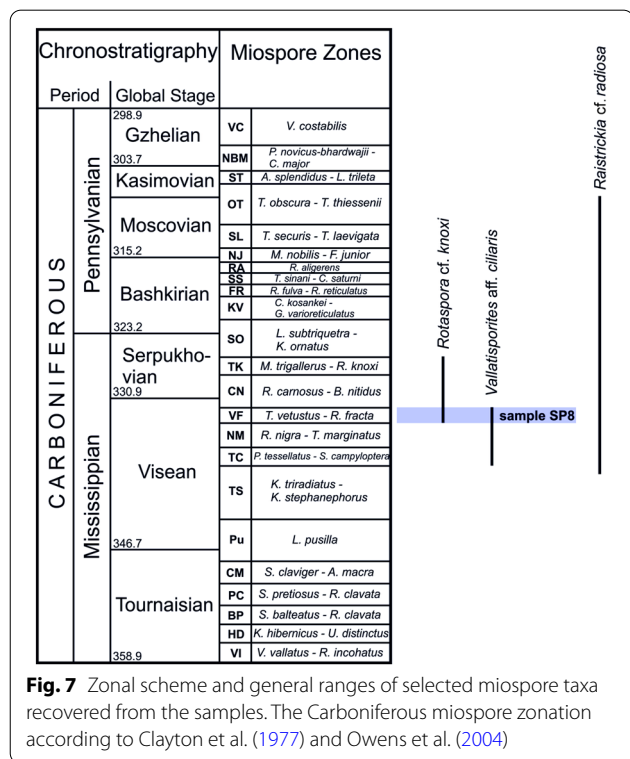 Chronostratigraphy
Miospore Zones
Period
Global Stage
CARBONIFEROUS
Pennsylvanian
Mississippian
298.9
Gzhelian
303.7
Kasimovian
Moscovian
315.2
Bashkirian
323.2
Serpukho-
vian
330.9
Visean
346.7
Tournaisian
358.9
VC V. costabilis
NBM P. novicus-bhardwajii -
C. major
ST A. splendidus - L. trileta
OT T. obscura - T. thiessenii
SL T. securis - T. laevigata
NJ M. nobilis - F. junior
RA R. aligerens
SS T. sinani - C. saturni
FR R. fulva - R. reticulatus
KV C. kosankei -
G. varioreticulatus
SO L. subtriquetra -
K. ornatus
TK M. trigallerus - R. knoxi
CN R. carnosus - B. nitidus
VF T. vetustus - R. fracta
NM R. nigra - T. marginatus
TC P. tessellatus - S. campyloptera
TS K. triradiatus -
K. stephanephorus
Pu L. pusilla
CM S. claviger - A. macra
PC S. pretiosus - R. clavata
BP S. balteatus - R. clavata
HD K. hibernicus - U. distinctus
VI V. vallatus - R. incohatus
Rotaspora cf. knoxi
Vallatisporites aff. ciliaris
Raistrickia cf. radiosa
sample SP8
Fig. 7 Zonal scheme and general ranges of selected miospore taxa
recovered from the samples. The Carboniferous miospore zonation
according to Clayton et al. (1977) and Owens et al. (2004)